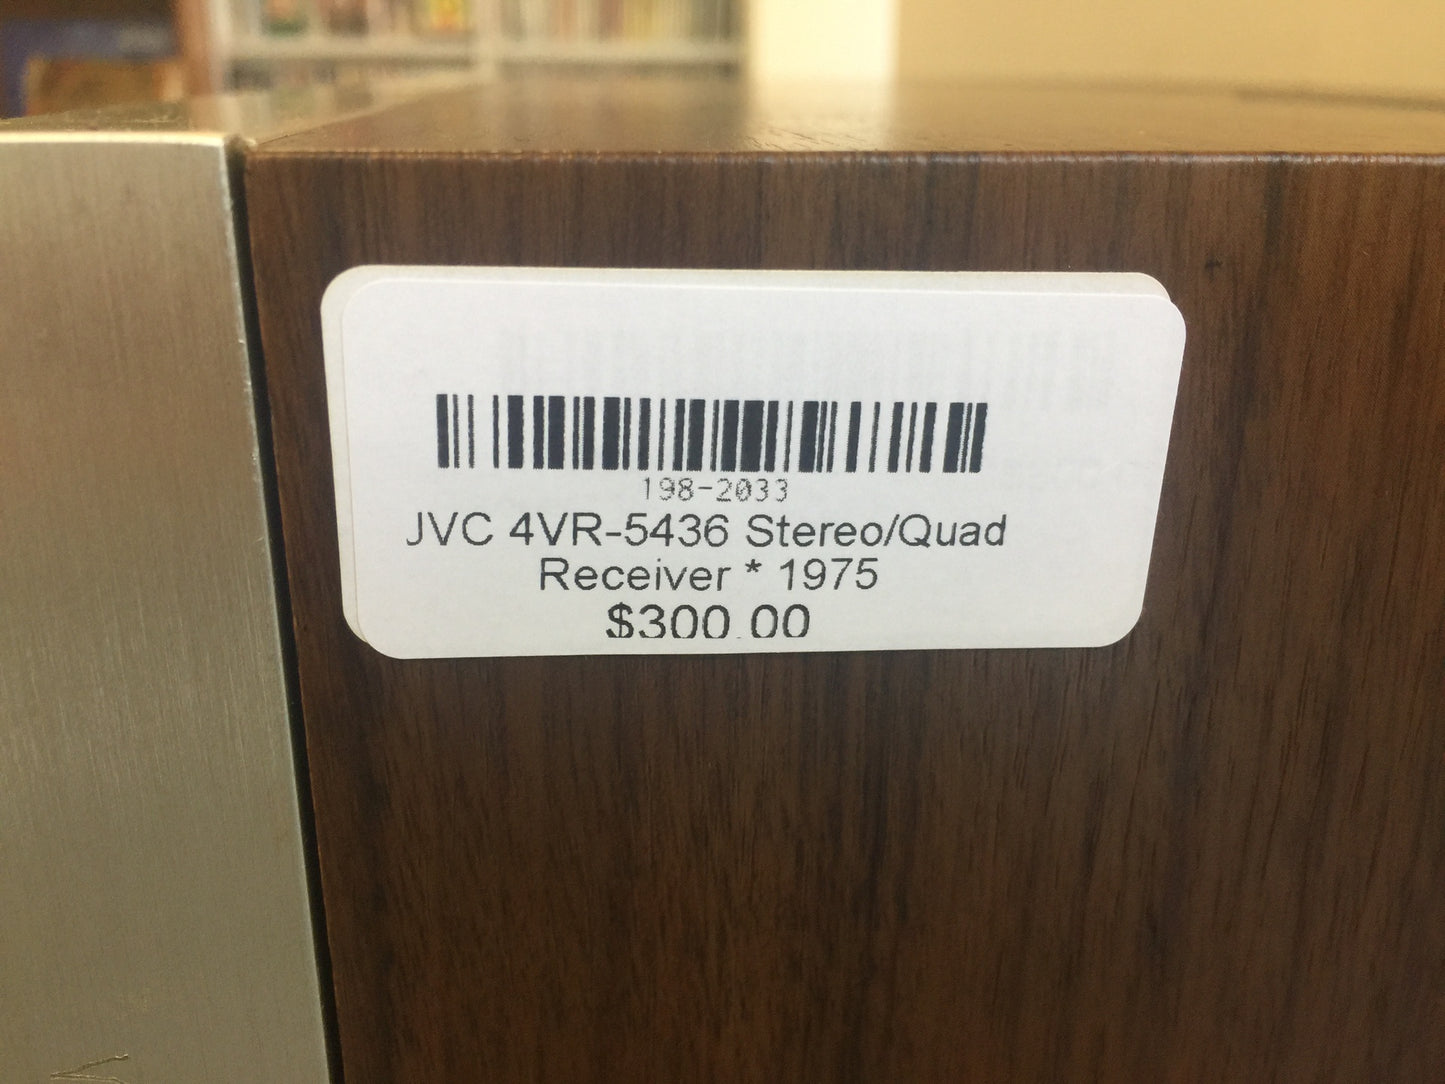 198-2033
JVC 4VR-5436 Stereo/Quad
Receiver * 1975
$300.00